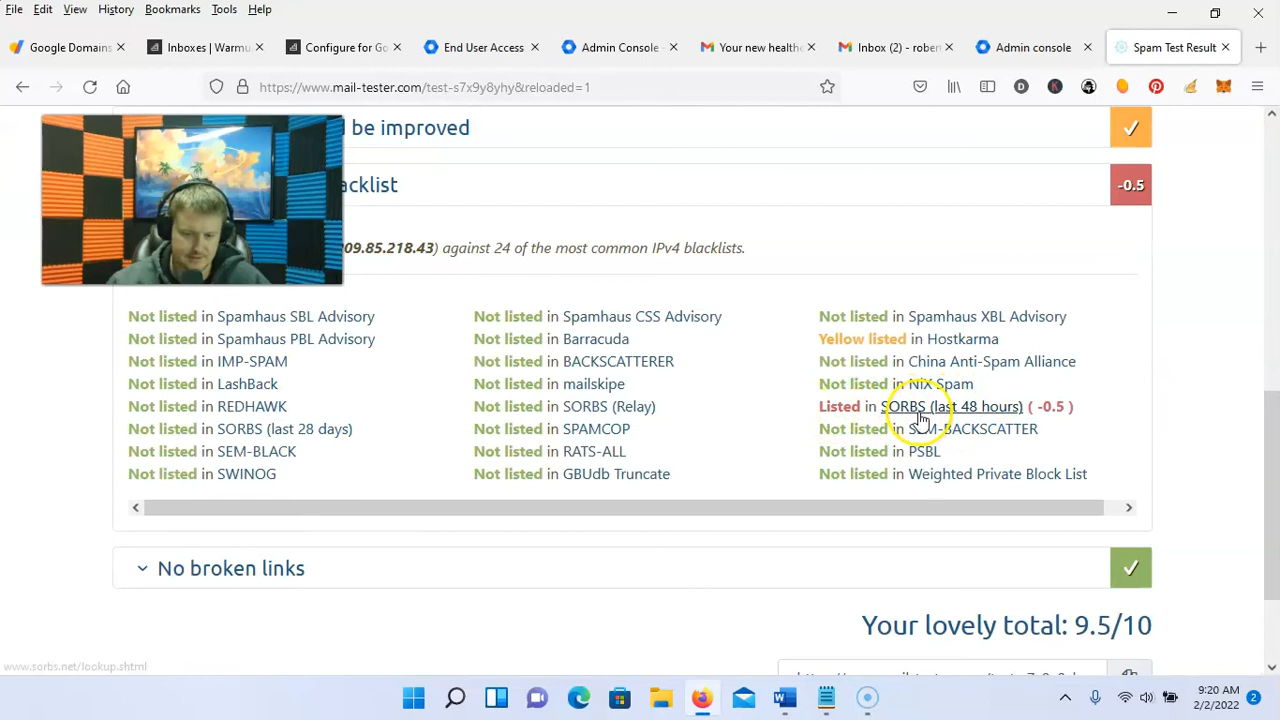 File Edit View History Bookmarks Tools Help
Google Domains
Inboxes | Warmu
Configure for Go
End User Access
Admin Console -
Your new healthc
Inbox (2) - rober
Admin console
Spam Test Result
https://www.mail-tester.com/test-s7x9y8yhy&reloaded=1
be improved
acklist
-0.5
09.85.218.43) against 24 of the most common IPv4 blacklists.
Not listed in Spamhaus SBL Advisory
Not listed in Spamhaus CSS Advisory
Not listed in Spamhaus XBL Advisory
Not listed in Spamhaus PBL Advisory
Not listed in Barracuda
Yellow listed in Hostkarma
Not listed in IMP-SPAM
Not listed in BACKSCATTERER
Not listed in China Anti-Spam Alliance
Not listed in LashBack
Not listed in mailskipe
Not listed in NiX Spam
Not listed in REDHAWK
Not listed in SORBS (Relay)
Listed in SORBS (last 48 hours) ( -0.5 )
Not listed in SORBS (last 28 days)
Not listed in SPAMCOP
Not listed in SEM-BACKSCATTER
Not listed in SEM-BLACK
Not listed in RATS-ALL
Not listed in PSBL
Not listed in SWINOG
Not listed in GBUdb Truncate
Not listed in Weighted Private Block List
No broken links
Your lovely total: 9.5/10
www.sorbs.net/lookup.shtml
9:20 AM
2/2/2022
2